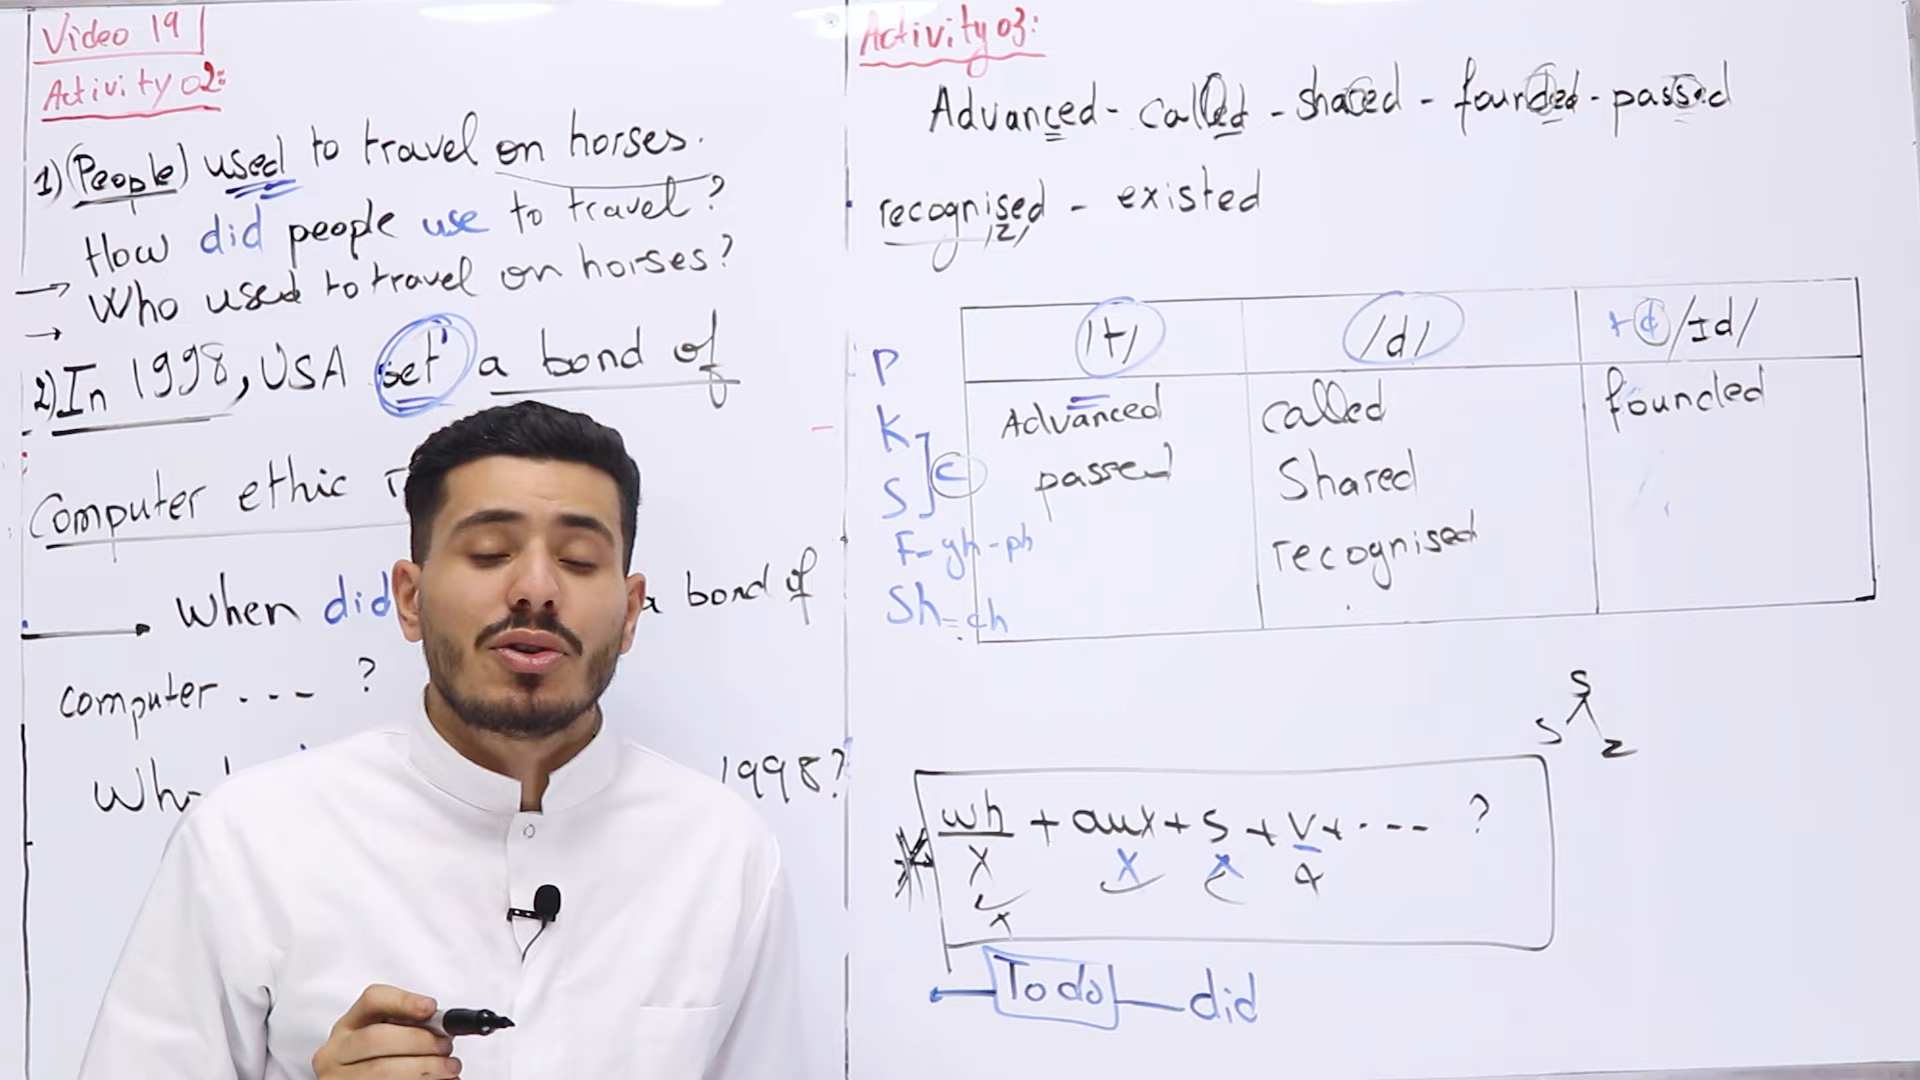 Video 19
Activity 02:
1) (People) used to travel on horses.
How did people use to travel?
→ Who used to travel on horses?
→
2) In 1998, USA set a bond of
Computer ethic
→ When did a bond of
computer ... ?
Wh 1998?
Activity 03:
Advanced - called - shared - founded - passed
recognised - existed
/z/
/t/ /d/ + d /Id/
P
K
S
c
F - gh - ph
Sh = ch
Advanced called founded
passed Shared
recognised
S
S z
wh + aux + S + V + .... ?
x x x
x
To do did